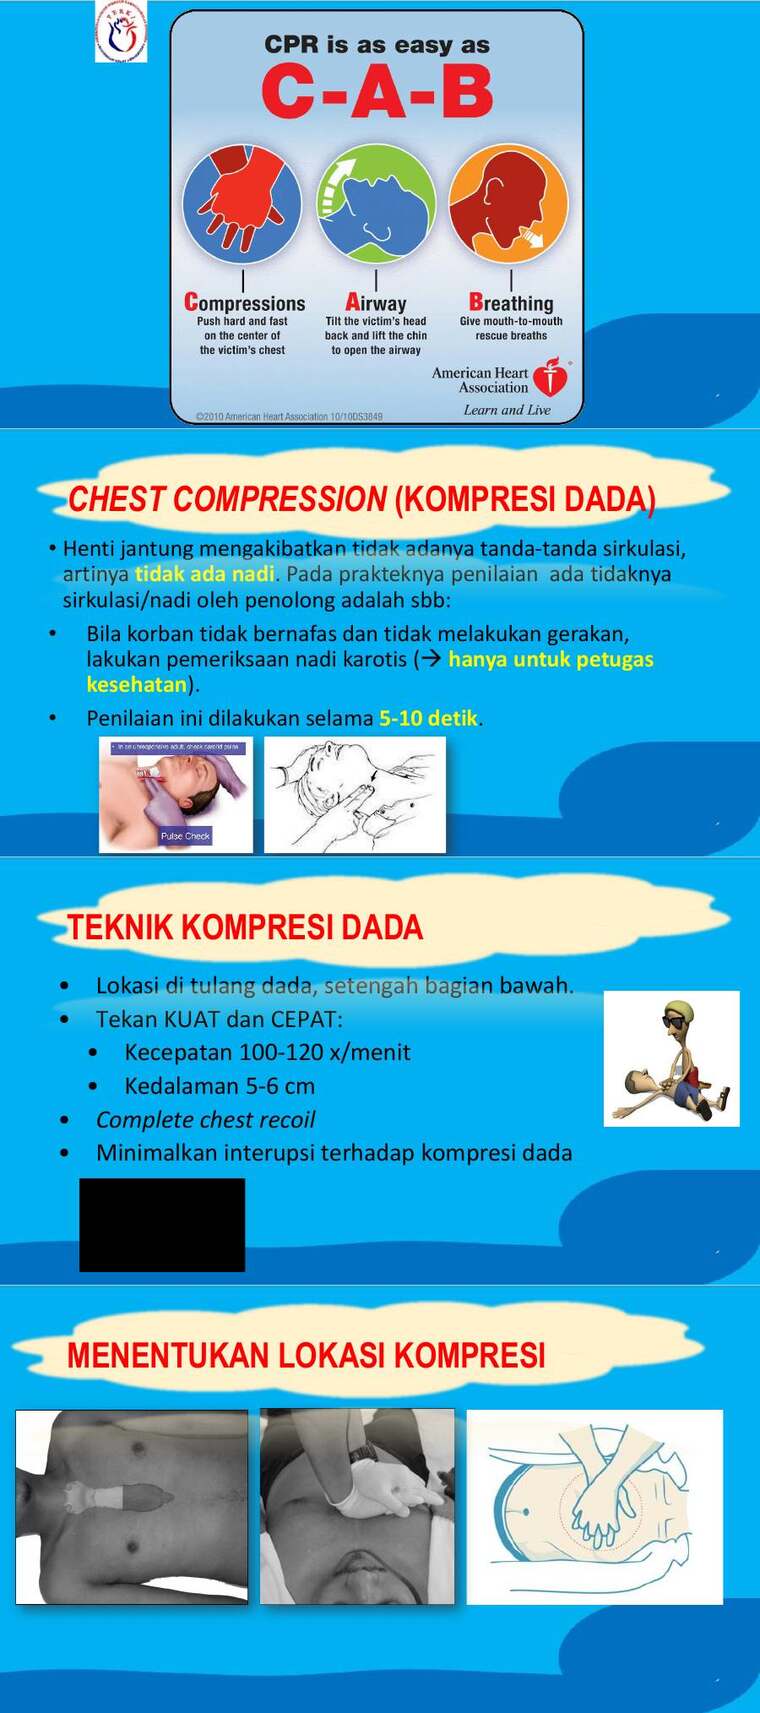 P.E.R.K.I
CPR is as easy as
C-A-B
Compressions
Push hard and fast
on the center of
the victim's chest
Airway
Tilt the victim's head
back and lift the chin
to open the airway
Breathing
Give mouth-to-mouth
rescue breaths
American Heart
Association
®
Learn and Live
©2010 American Heart Association 10/10DS3849
CHEST COMPRESSION (KOMPRESI DADA)
• Henti jantung mengakibatkan tidak adanya tanda-tanda sirkulasi,
artinya tidak ada nadi. Pada prakteknya penilaian ada tidaknya
sirkulasi/nadi oleh penolong adalah sbb:
• Bila korban tidak bernafas dan tidak melakukan gerakan,
lakukan pemeriksaan nadi karotis (→ hanya untuk petugas
kesehatan).
• Penilaian ini dilakukan selama 5-10 detik.
• In an unresponsive adult, check carotid pulse
Pulse Check
TEKNIK KOMPRESI DADA
• Lokasi di tulang dada, setengah bagian bawah.
• Tekan KUAT dan CEPAT:
• Kecepatan 100-120 x/menit
• Kedalaman 5-6 cm
• Complete chest recoil
• Minimalkan interupsi terhadap kompresi dada
MENENTUKAN LOKASI KOMPRESI